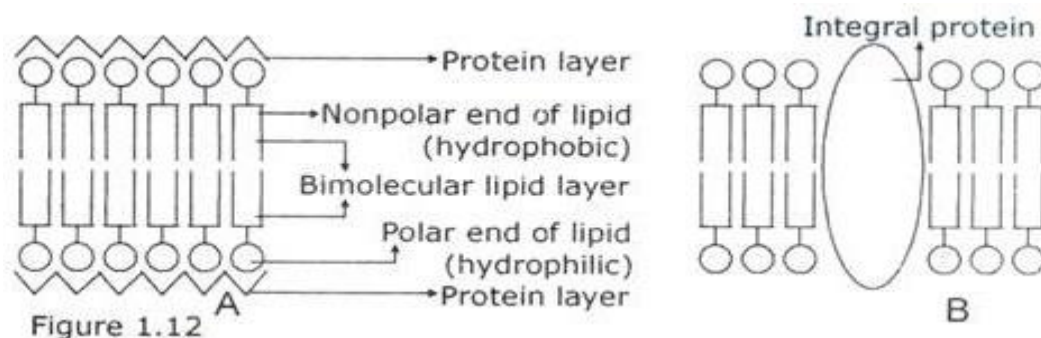 Protein layer
Nonpolar end of lipid
(hydrophobic)
Bimolecular lipid layer
Polar end of lipid
(hydrophilic)
Protein layer
A
Figure 1.12
Integral protein
B